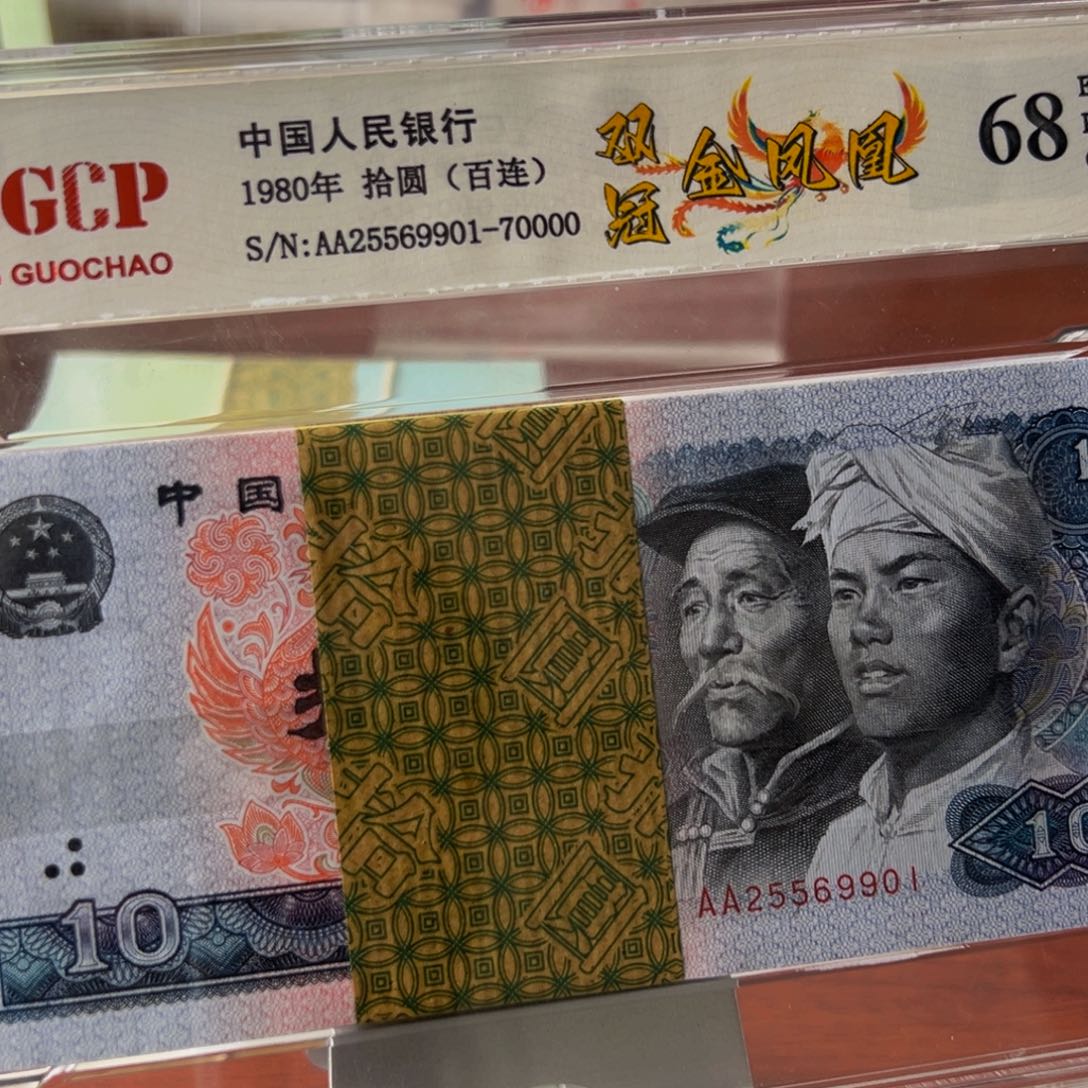 GCP
GUOCHAO
中国人民银行
1980年 拾圆（百连）
S/N:AA25569901-70000
双冠
金凤凰
68
中国
10
10
AA25569901